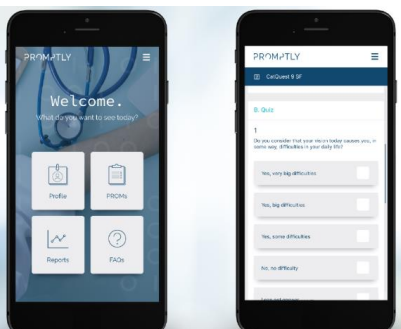 PROMPTLY
Welcome.
What do you want to see today?
Profile
PROMs
Reports
FAQs
PROMPTLY
CatQuest 9 SF
B. Quiz
1
Do you consider that your vision today causes you, in
some way, difficulties in your daily life?
Yes, very big difficulties
Yes, big difficulties
Yes, some difficulties
No, no difficulty